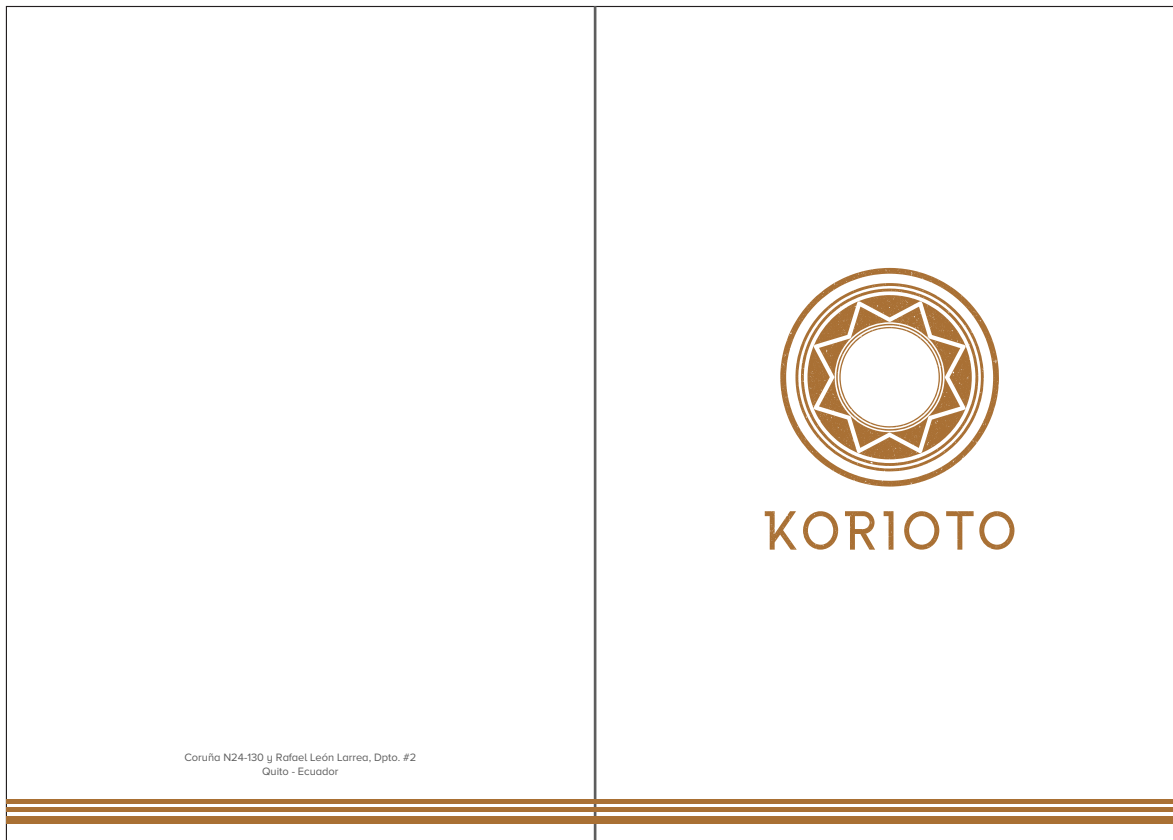 Coruña N24-130 y Rafael León Larrea, Dpto. #2
Quito - Ecuador
KORIOTO